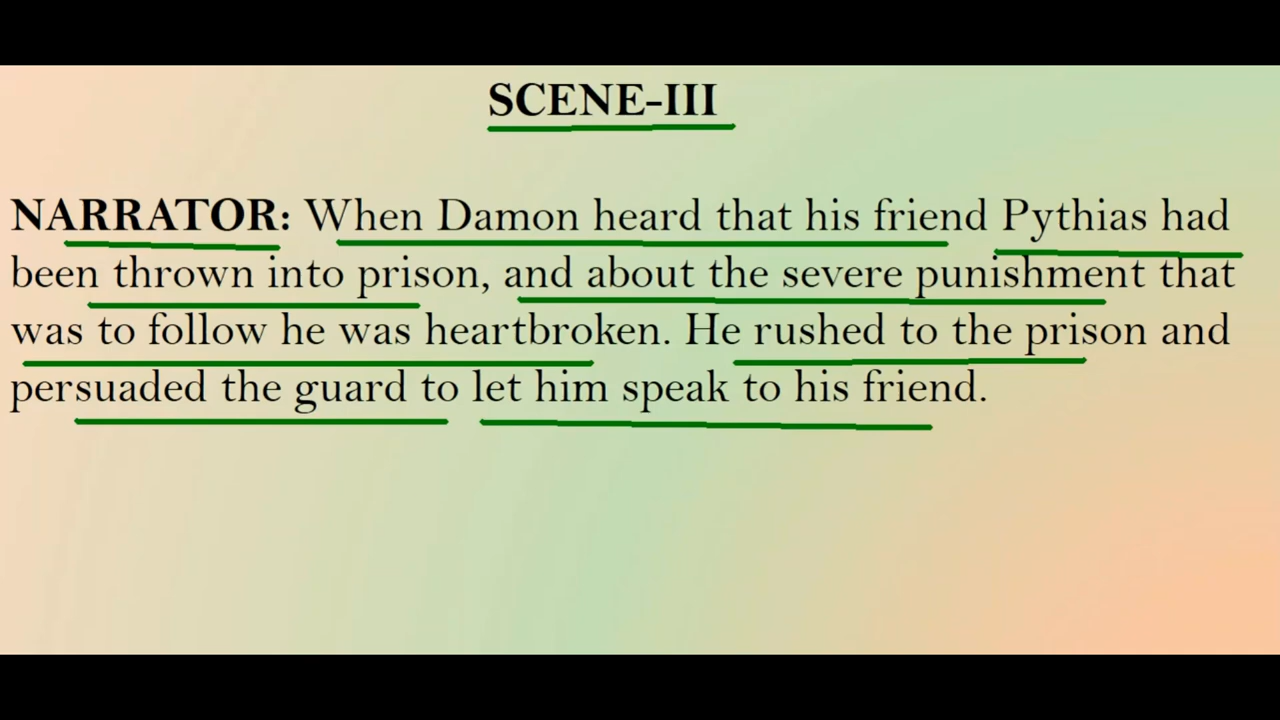 SCENE-III
NARRATOR: When Damon heard that his friend Pythias had
been thrown into prison, and about the severe punishment that
was to follow he was heartbroken. He rushed to the prison and
persuaded the guard to let him speak to his friend.